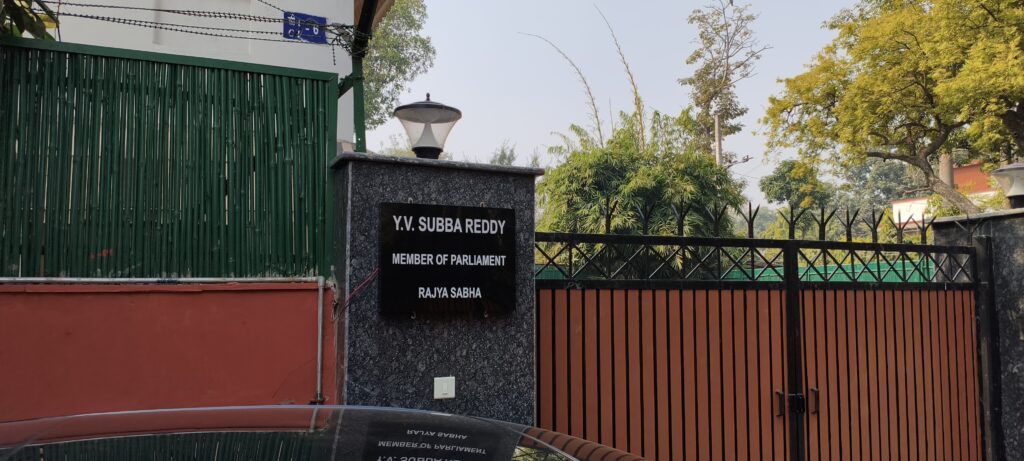 Y.V. SUBBA REDDY
MEMBER OF PARLIAMENT
RAJYA SABHA